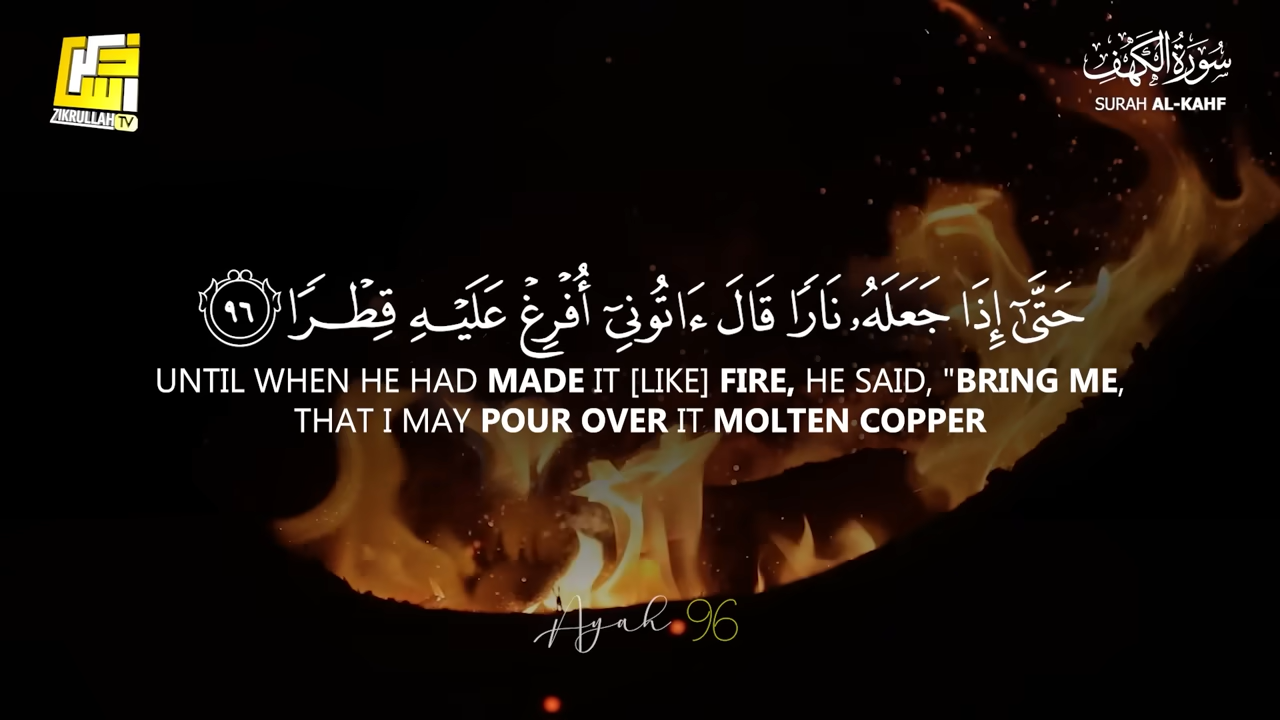 ZIKRULLAH TV
سُورَةُ الْكَهْفِ
SURAH AL-KAHF
حَتَّىٰٓ إِذَا جَعَلَهُۥ نَارًا قَالَ ءَاتُونِىٓ أُفْرِغْ عَلَيْهِ قِطْرًا ٩٦
UNTIL WHEN HE HAD MADE IT [LIKE] FIRE, HE SAID, "BRING ME,
THAT I MAY POUR OVER IT MOLTEN COPPER
Ayah 96